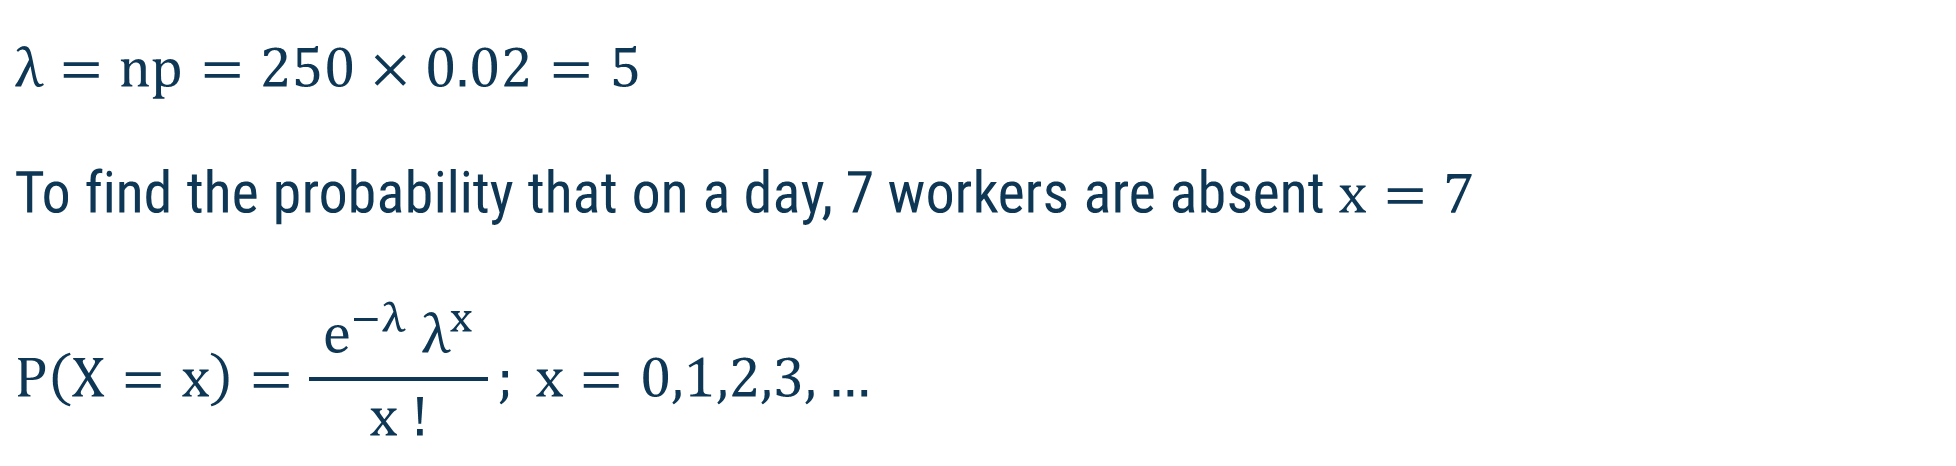 λ = np = 250 × 0.02 = 5
To find the probability that on a day, 7 workers are absent x = 7
P(X = x) = e^{−λ} λ^x / x ! ; x = 0,1,2,3, …